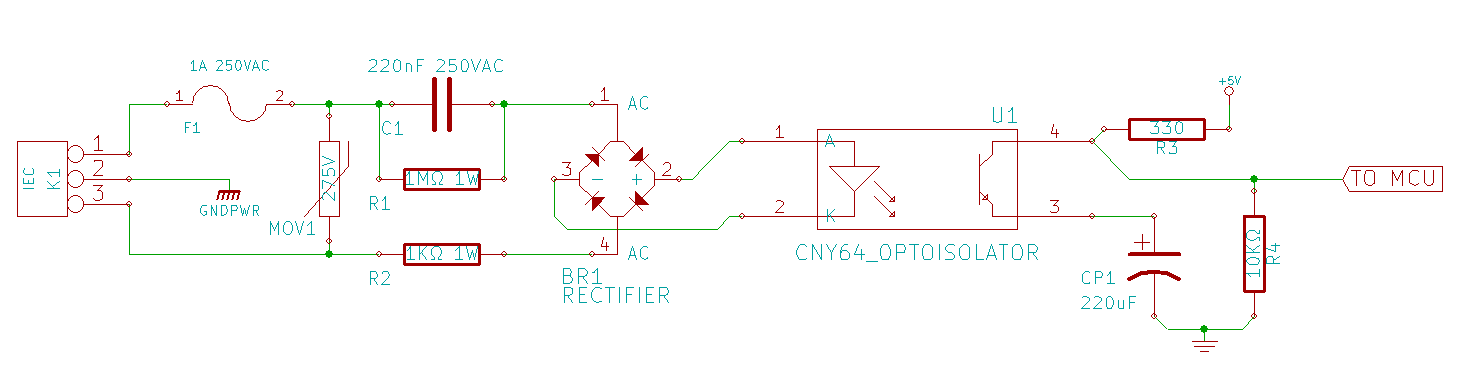 1A 250VAC
1
2
F1
220nF 250VAC
C1
1MΩ 1W
R1
IEC
K1
1
2
3
GNDPWR
275V
MOV1
1KΩ 1W
R2
1
AC
3
2
4
AC
BR1
RECTIFIER
U1
1
A
2
K
4
3
CNY64_OPTOISOLATOR
+5V
330
R3
TO MCU
CP1
220uF
10KΩ
R4